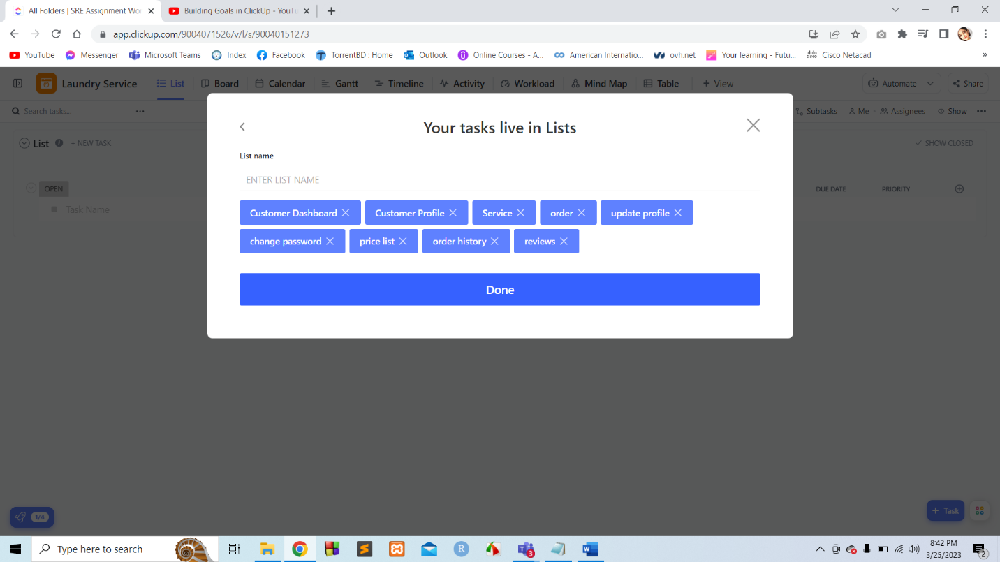 All Folders | SRE Assignment Wor
Building Goals in ClickUp - YouTu
app.clickup.com/9004071526/v/l/s/90040151273
YouTube Messenger Microsoft Teams Index Facebook TorrentBD : Home Outlook Online Courses - A... American Internatio... ovh.net Your learning - Futu... Cisco Netacad »
Laundry Service List Board Calendar Gantt Timeline Activity Workload Mind Map Table + View Automate Share
Search tasks... Subtasks Me Assignees Show
List + NEW TASK SHOW CLOSED
OPEN DUE DATE PRIORITY
Task Name
Your tasks live in Lists
List name
ENTER LIST NAME
Customer Dashboard Customer Profile Service order update profile
change password price list order history reviews
Done
1/4
+ Task
Type here to search
R
3
W
8:42 PM
3/25/2023
2